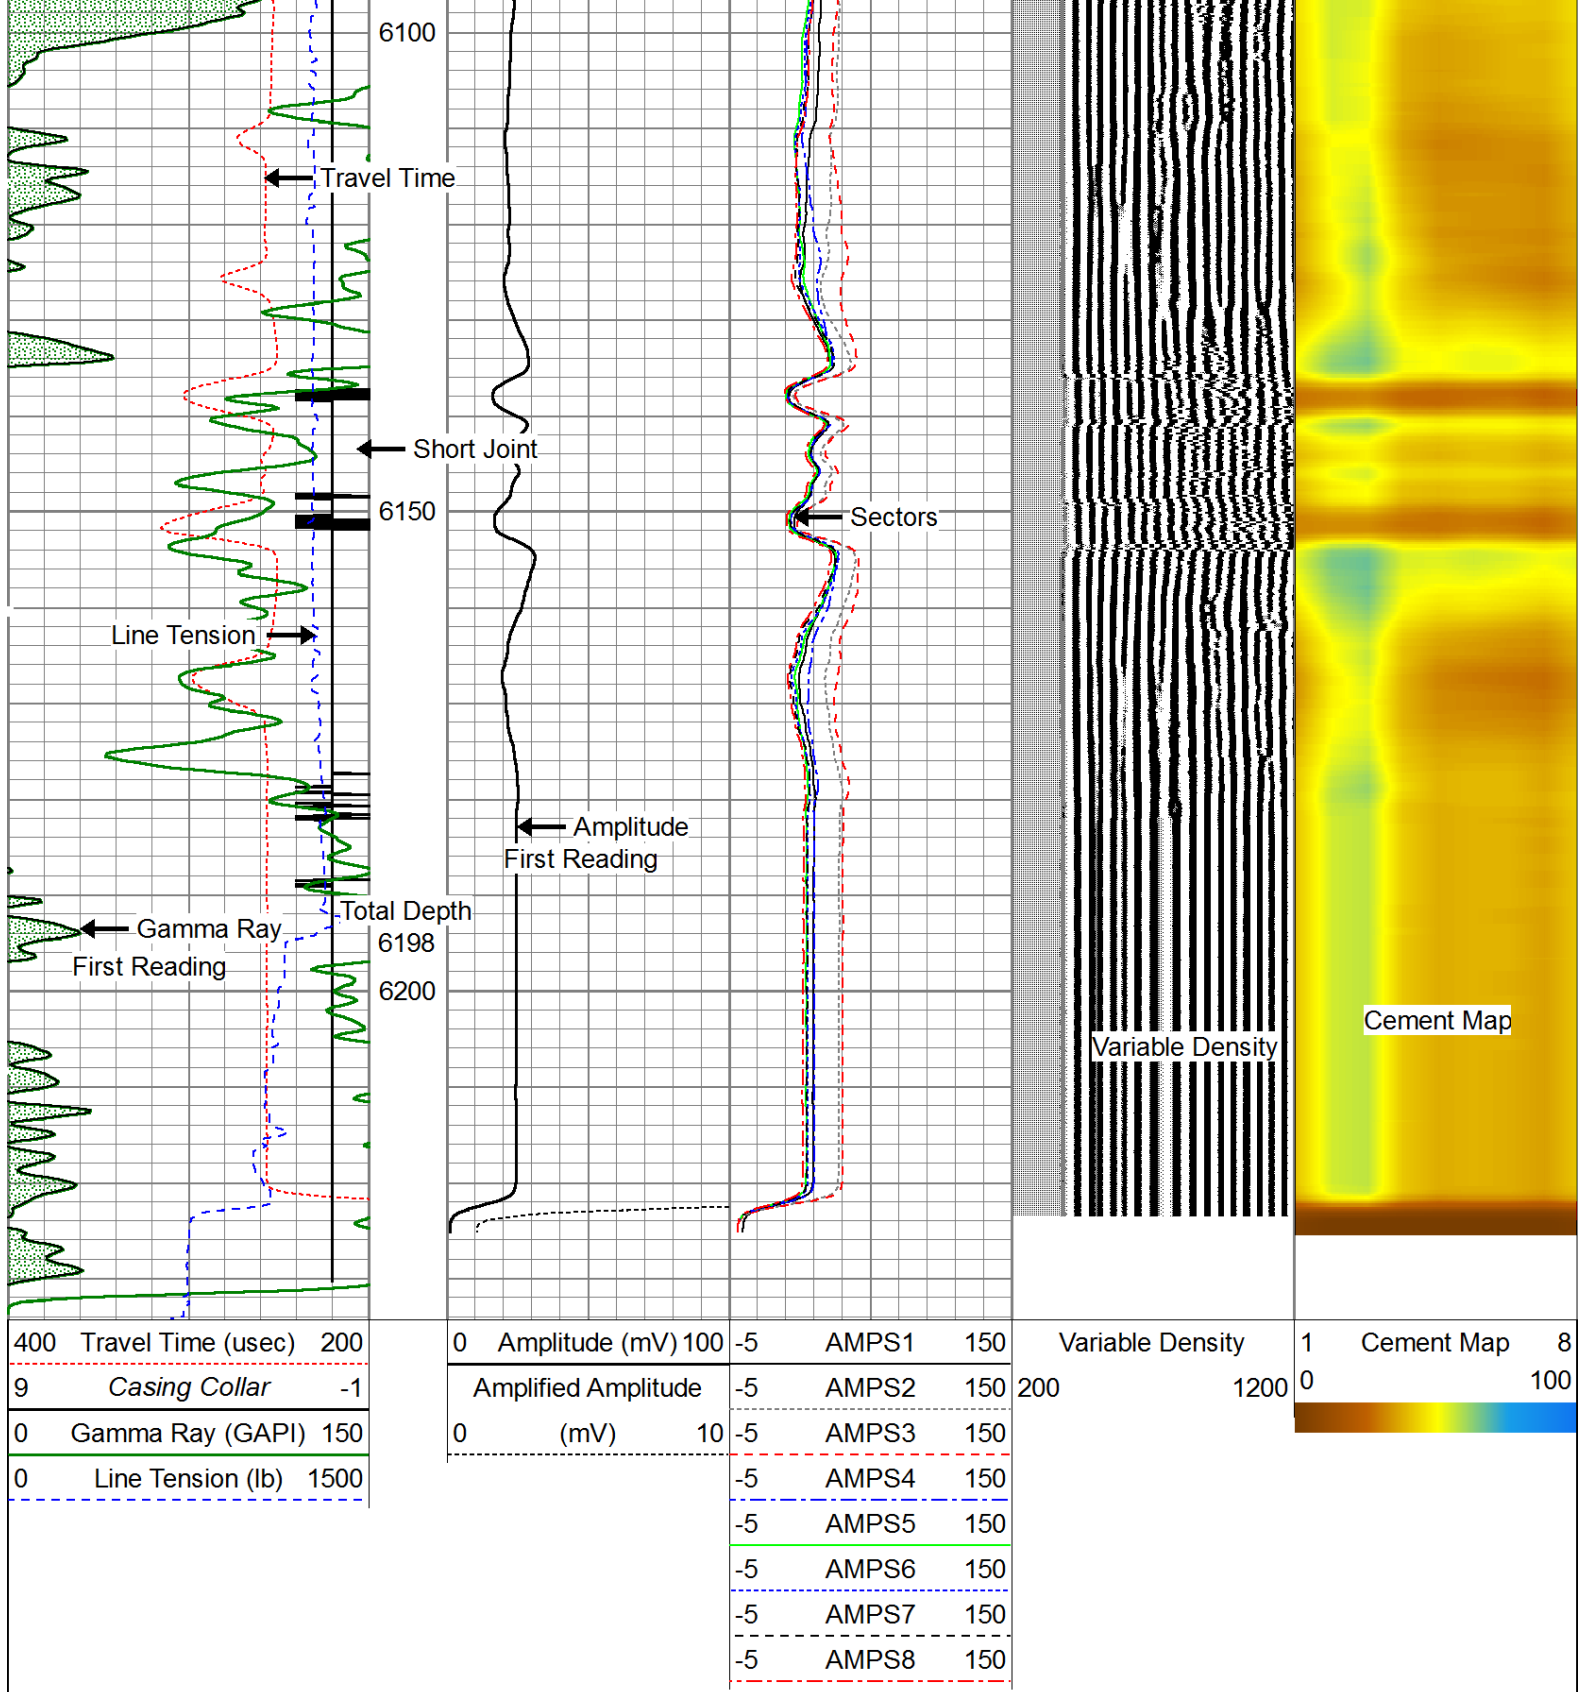 6100
Travel Time
Short Joint
6150
Sectors
Line Tension
Amplitude
First Reading
Total Depth
6198
Gamma Ray
First Reading
6200
Cement Map
Variable Density
400 Travel Time (usec) 200
9 Casing Collar -1
0 Gamma Ray (GAPI) 150
0 Line Tension (lb) 1500
0 Amplitude (mV) 100
Amplified Amplitude
0 (mV) 10
-5 AMPS1 150
-5 AMPS2 150
-5 AMPS3 150
-5 AMPS4 150
-5 AMPS5 150
-5 AMPS6 150
-5 AMPS7 150
-5 AMPS8 150
Variable Density
200 1200
1 Cement Map 8
0 100